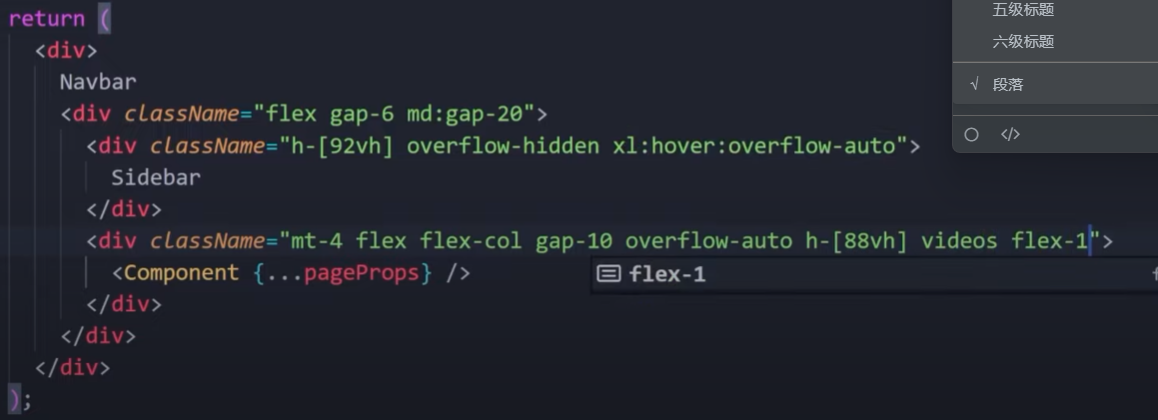 return (
<div>
Navbar
<div className="flex gap-6 md:gap-20">
<div className="h-[92vh] overflow-hidden xl:hover:overflow-auto">
Sidebar
</div>
<div className="mt-4 flex flex-col gap-10 overflow-auto h-[88vh] videos flex-1">
<Component {...pageProps} />
flex-1
</div>
</div>
</div>
);
五级标题
六级标题
√ 段落
</>